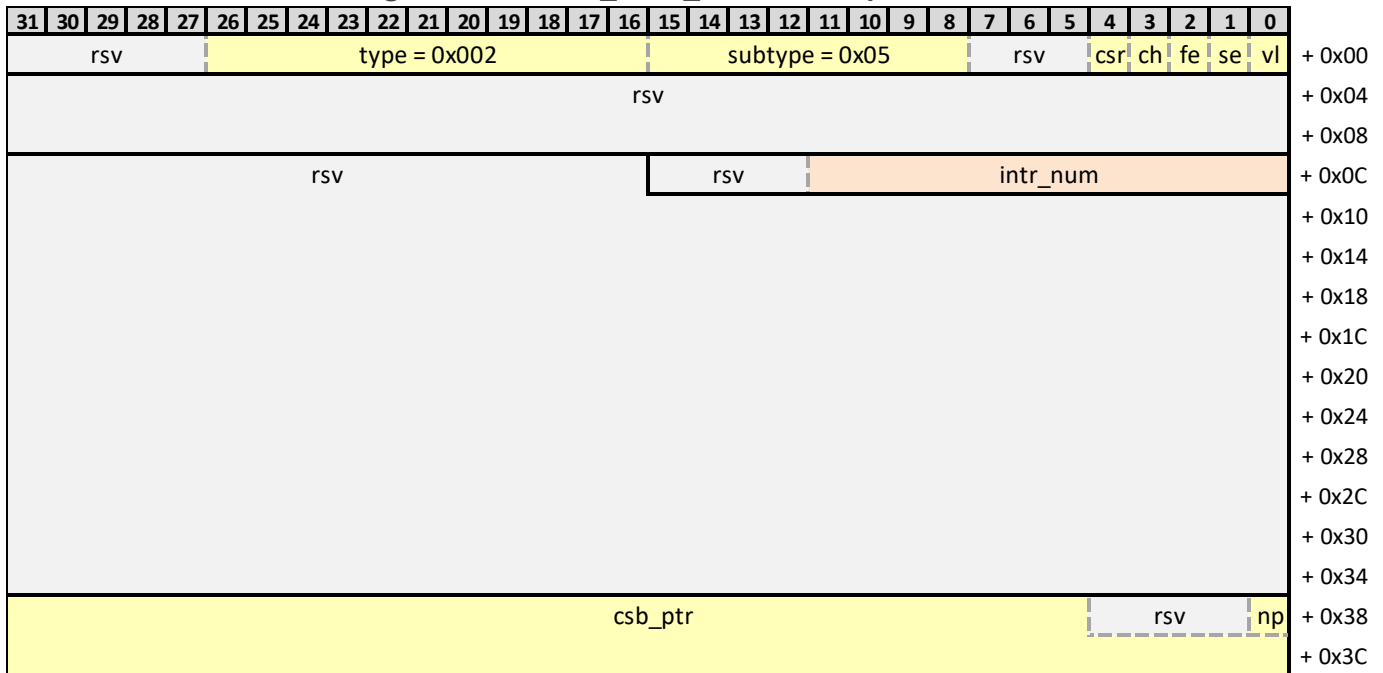 31 30 29 28 27 26 25 24 23 22 21 20 19 18 17 16 15 14 13 12 11 10 9 8 7 6 5 4 3 2 1 0
rsv type = 0x002 subtype = 0x05 rsv csr ch fe se vl + 0x00
rsv + 0x04
+ 0x08
rsv rsv intr_num + 0x0C
+ 0x10
+ 0x14
+ 0x18
+ 0x1C
+ 0x20
+ 0x24
+ 0x28
+ 0x2C
+ 0x30
+ 0x34
csb_ptr rsv np + 0x38
+ 0x3C